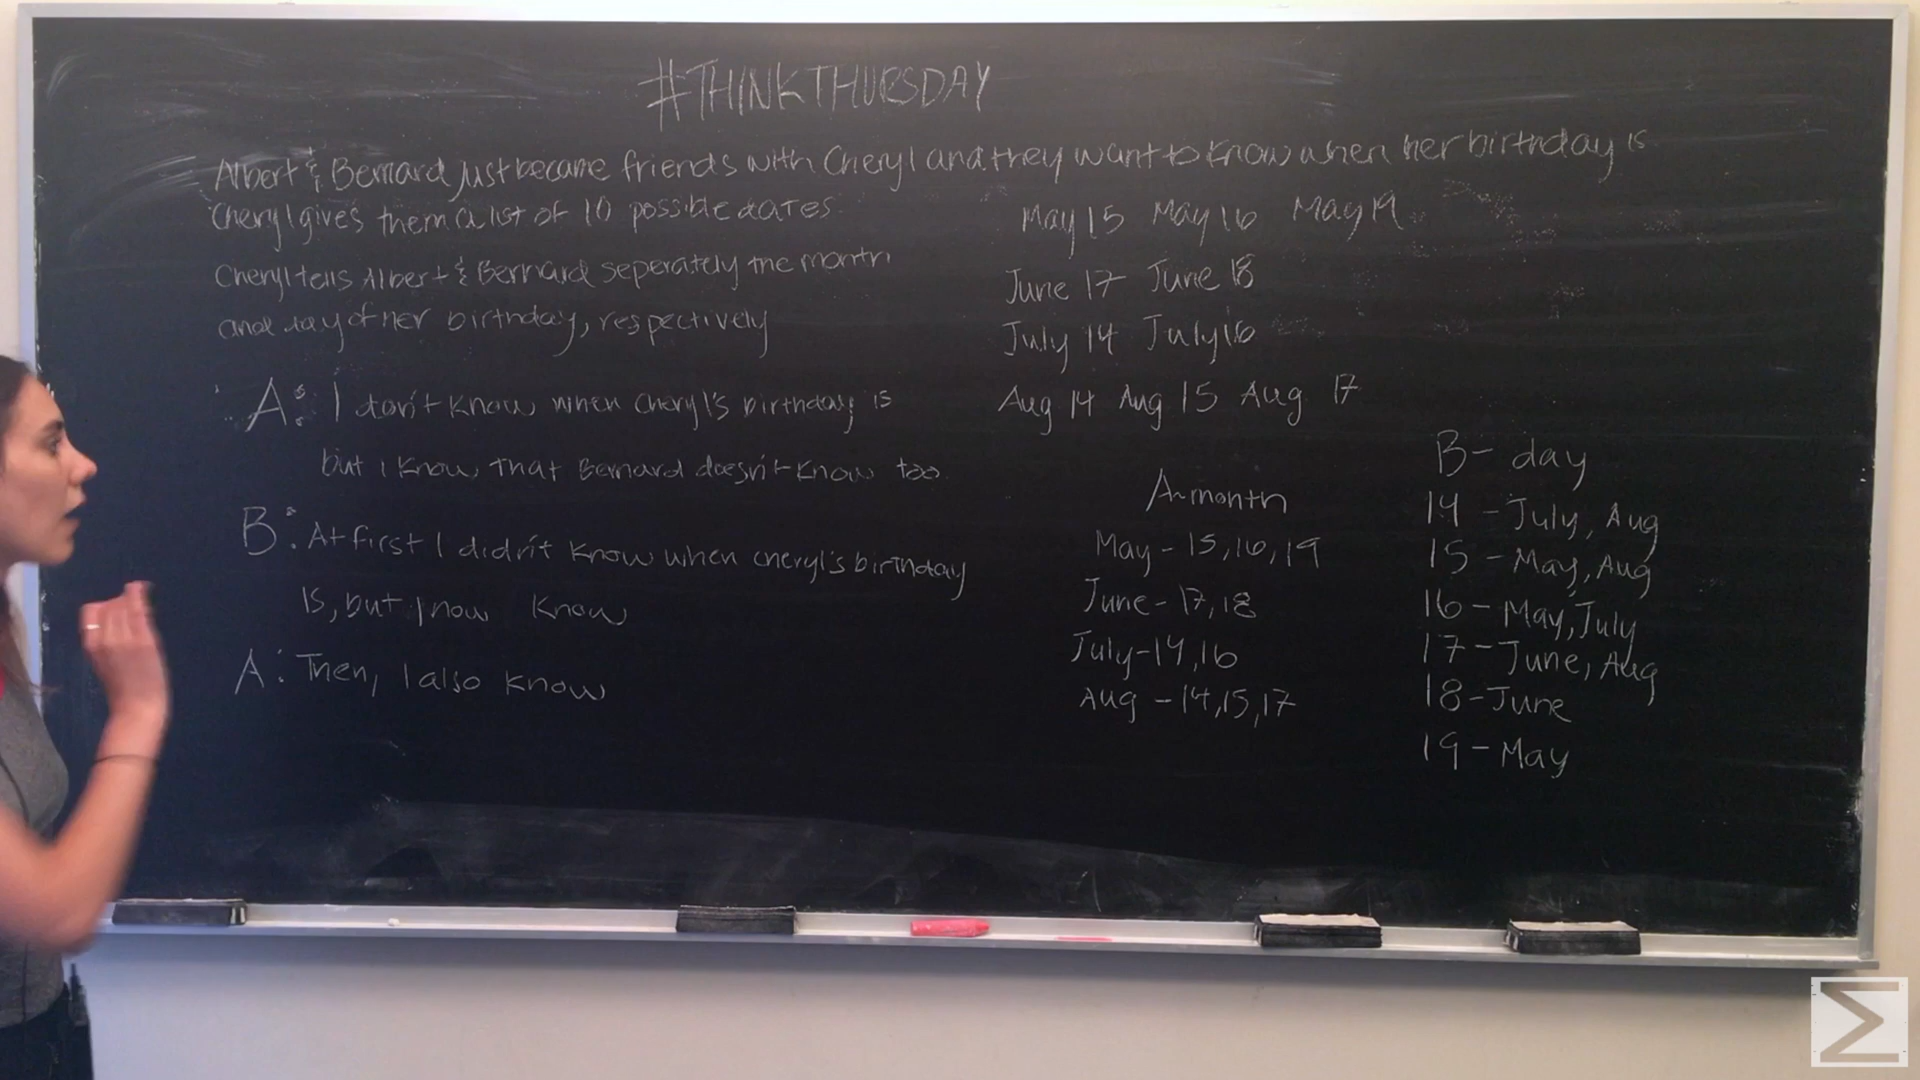 #THINKTHURSDAY
Albert & Bernard just became friends with Cheryl and they want to know when her birthday is.
Cheryl gives them a list of 10 possible dates.
Cheryl tells Albert & Bernard seperately the month
and day of her birthday, respectively
A: I don't know when Cheryl's birthday is
but I know that Bernard doesn't know too.
B: At first I didn't know when Cheryl's birthday
is, but I now know
A: Then, I also know
May 15 May 16 May 19
June 17 June 18
July 14 July 16
Aug 14 Aug 15 Aug 17
A-month
May - 15, 16, 19
June - 17, 18
July - 14, 16
Aug - 14, 15, 17
B- day
14 - July, Aug
15 - May, Aug
16 - May, July
17 - June, Aug
18 - June
19 - May
Σ